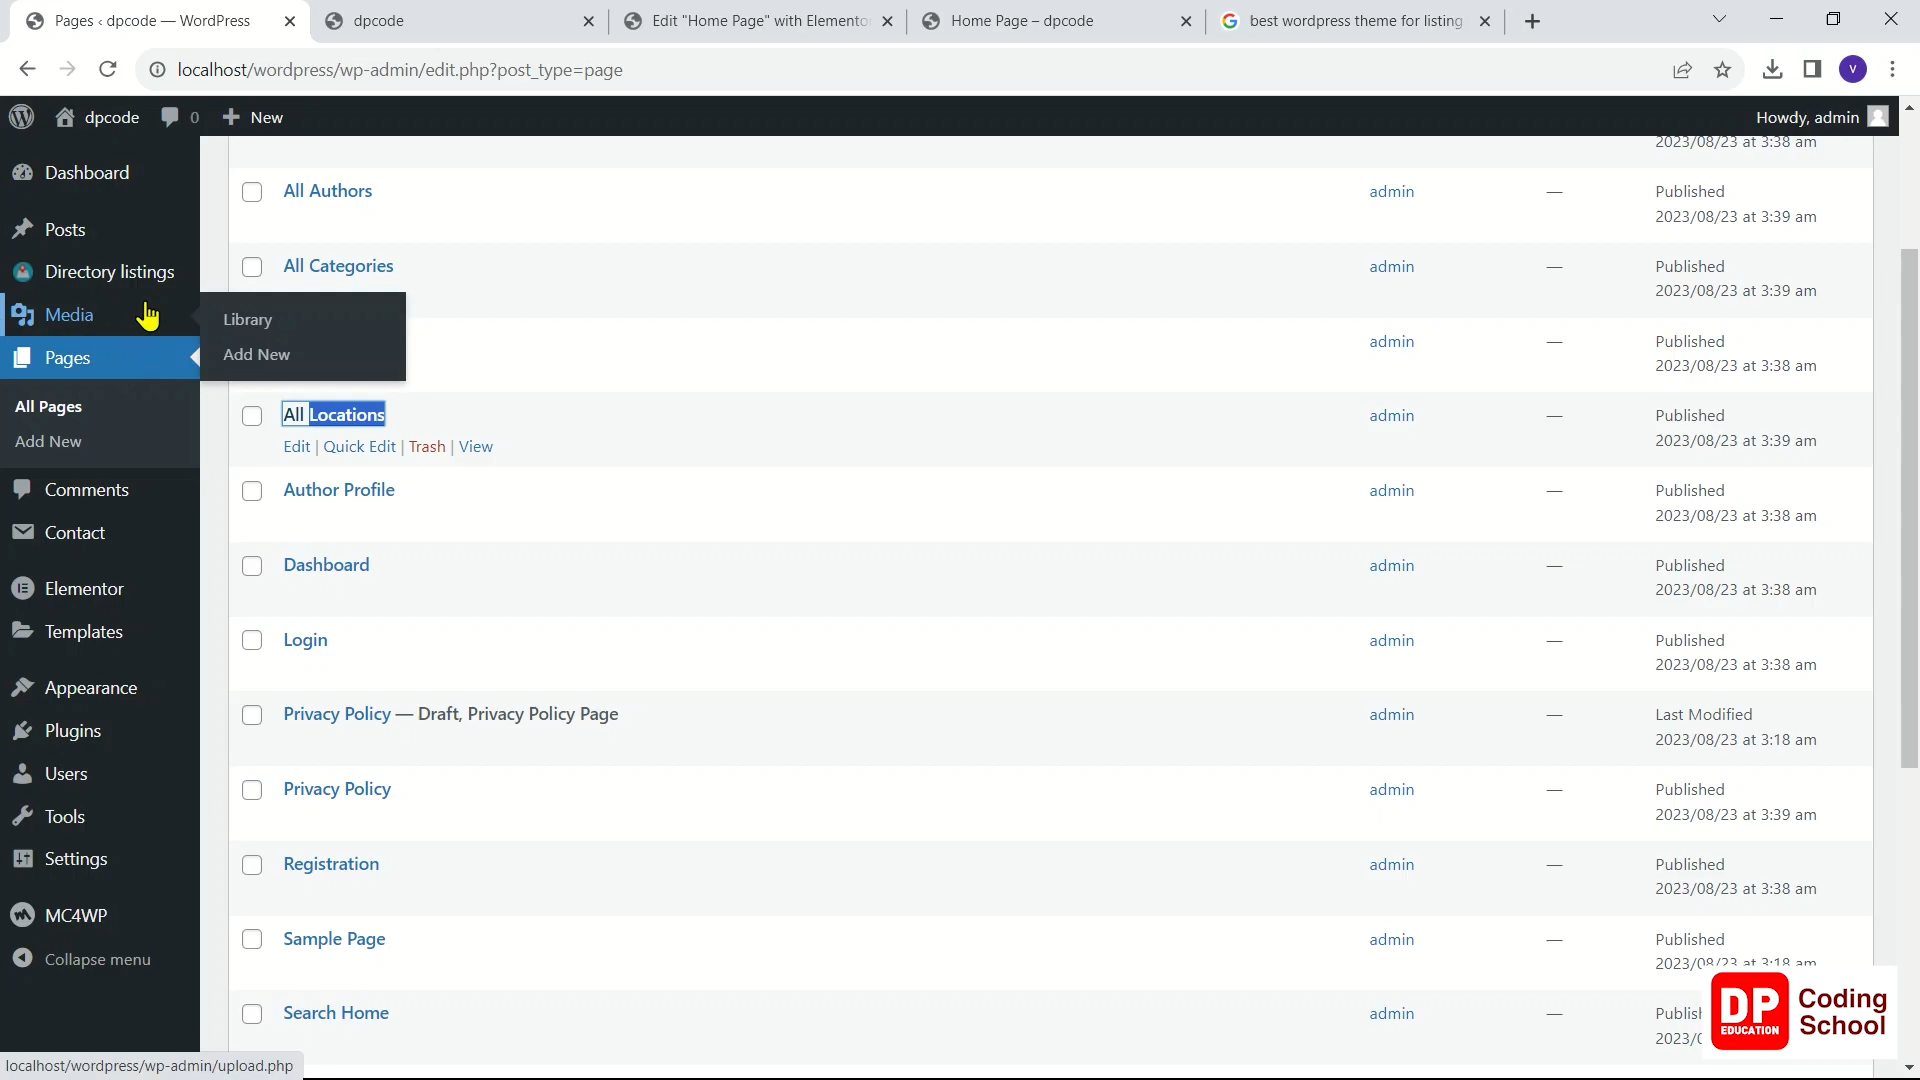 Pages ‹ dpcode — WordPress
dpcode
Edit "Home Page" with Elemento
Home Page – dpcode
best wordpress theme for listing
localhost/wordpress/wp-admin/edit.php?post_type=page
V
dpcode
0
New
Howdy, admin
Dashboard
Posts
Directory listings
Media
Library
Add New
Pages
All Pages
Add New
Comments
Contact
Elementor
Templates
Appearance
Plugins
Users
Tools
Settings
MC4WP
Collapse menu
2023/08/23 at 3:38 am
All Authors admin — Published
2023/08/23 at 3:39 am
All Categories admin — Published
2023/08/23 at 3:39 am
admin — Published
2023/08/23 at 3:38 am
All Locations admin — Published
Edit | Quick Edit | Trash | View 2023/08/23 at 3:39 am
Author Profile admin — Published
2023/08/23 at 3:38 am
Dashboard admin — Published
2023/08/23 at 3:38 am
Login admin — Published
2023/08/23 at 3:38 am
Privacy Policy — Draft, Privacy Policy Page admin — Last Modified
2023/08/23 at 3:18 am
Privacy Policy admin — Published
2023/08/23 at 3:39 am
Registration admin — Published
2023/08/23 at 3:38 am
Sample Page admin — Published
2023/08/23 at 3:18 am
Search Home admin —
DP
EDUCATION
Coding
School
localhost/wordpress/wp-admin/upload.php